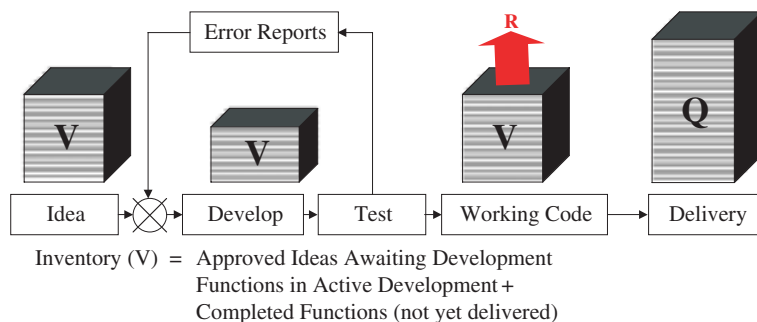 Error Reports
R
V
V
V
Q
Idea
Develop
Test
Working Code
Delivery
Inventory (V) = Approved Ideas Awaiting Development
Functions in Active Development +
Completed Functions (not yet delivered)